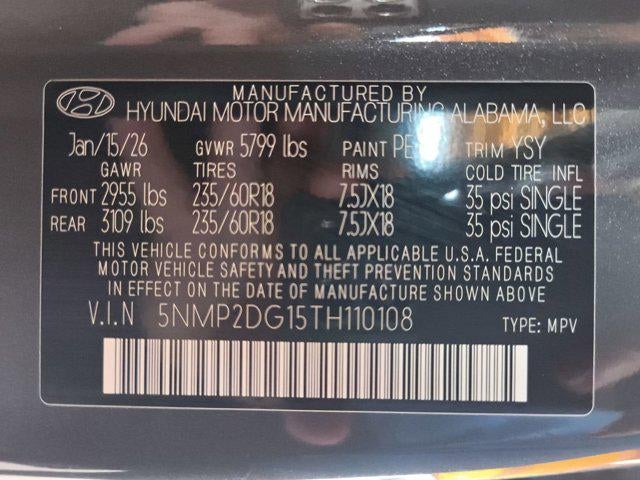 MANUFACTURED BY
HYUNDAI MOTOR MANUFACTURING ALABAMA, LLC
Jan/15/26 GVWR 5799 lbs PAINT TRIM YSY
GAWR TIRES RIMS COLD TIRE INFL
FRONT 2955 lbs 235/60R18 7.5JX18 35 psi SINGLE
REAR 3109 lbs 235/60R18 7.5JX18 35 psi SINGLE
THIS VEHICLE CONFORMS TO ALL APPLICABLE U.S.A. FEDERAL
MOTOR VEHICLE SAFETY AND THEFT PREVENTION STANDARDS
IN EFFECT ON THE DATE OF MANUFACTURE SHOWN ABOVE
V.I.N 5NMP2DG15TH110108 TYPE: MPV